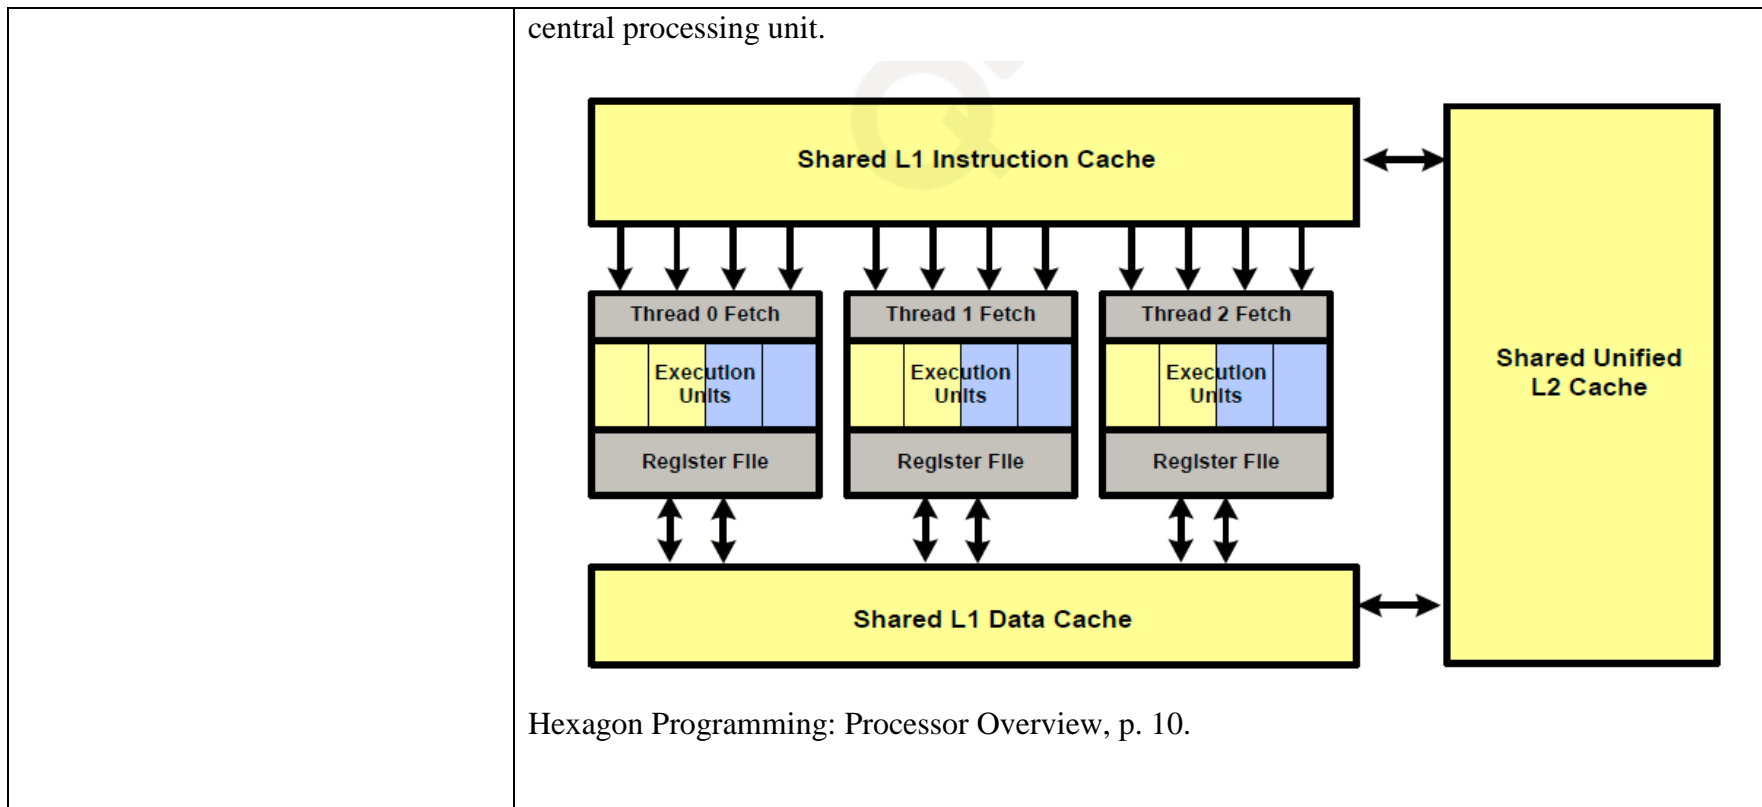 central processing unit.
Shared L1 Instruction Cache
Thread 0 Fetch
Thread 1 Fetch
Thread 2 Fetch
Execution
Units
Execution
Units
Execution
Units
Register File
Register File
Register File
Shared Unified
L2 Cache
Shared L1 Data Cache
Hexagon Programming: Processor Overview, p. 10.